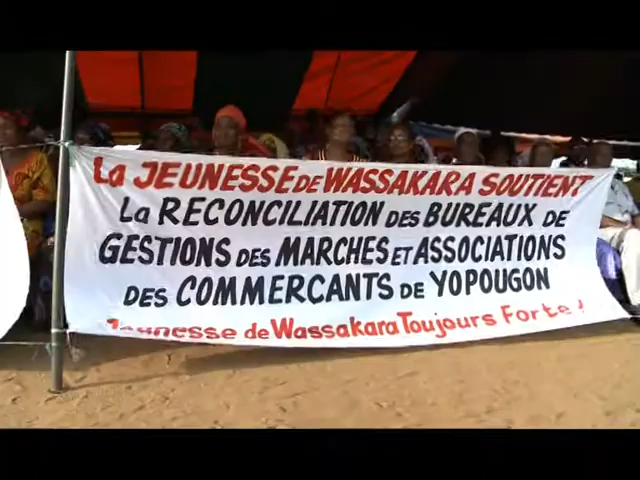 La JEUNESSE DE WASSAKARA SOUTIENT
La RECONCILIATION DES BUREAUX DE
GESTIONS DES MARCHES ET ASSOCIATIONS
DES COMMERCANTS DE YOPOUGON
Jeunesse de Wassakara Toujours Forte !